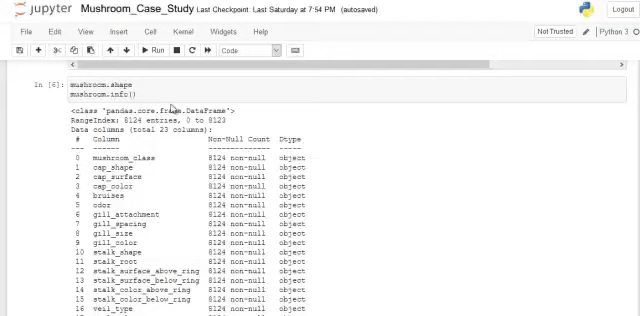 jupyter Mushroom_Case_Study Last Checkpoint: Last Saturday at 7:54 PM (autosaved)
Logout
File Edit View Insert Cell Kernel Widgets Help
Not Trusted
Python 3
Run
Code
In [6]: mushroom.shape
mushroom.info()
<class 'pandas.core.frame.DataFrame'>
RangeIndex: 8124 entries, 0 to 8123
Data columns (total 23 columns):
# Column Non-Null Count Dtype
--- ------ -------------- -----
0 mushroom_class 8124 non-null object
1 cap_shape 8124 non-null object
2 cap_surface 8124 non-null object
3 cap_color 8124 non-null object
4 bruises 8124 non-null object
5 odor 8124 non-null object
6 gill_attachment 8124 non-null object
7 gill_spacing 8124 non-null object
8 gill_size 8124 non-null object
9 gill_color 8124 non-null object
10 stalk_shape 8124 non-null object
11 stalk_root 8124 non-null object
12 stalk_surface_above_ring 8124 non-null object
13 stalk_surface_below_ring 8124 non-null object
14 stalk_color_above_ring 8124 non-null object
15 stalk_color_below_ring 8124 non-null object
16 veil_type 8124 non-null object